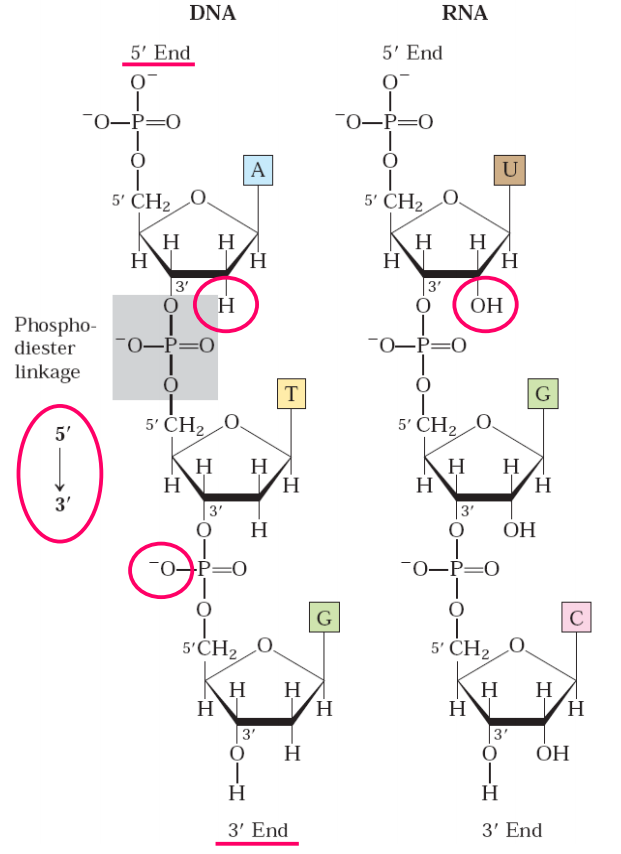 DNA
RNA
5′ End
5′ End
O⁻
O⁻
⁻O—P=O
⁻O—P=O
O
O
A
U
5′ CH₂
O
5′ CH₂
O
H
H
H
H
H
H
H
H
3′
3′
O
H
O
OH
Phospho-
diester
linkage
⁻O—P=O
⁻O—P=O
O
O
T
G
5′ CH₂
O
5′ CH₂
O
5′
3′
H
H
H
H
H
H
H
H
3′
3′
O
H
O
OH
⁻O—P=O
⁻O—P=O
O
O
G
C
5′CH₂
O
5′ CH₂
O
H
H
H
H
H
H
H
H
3′
3′
O
H
O
OH
H
H
3′ End
3′ End